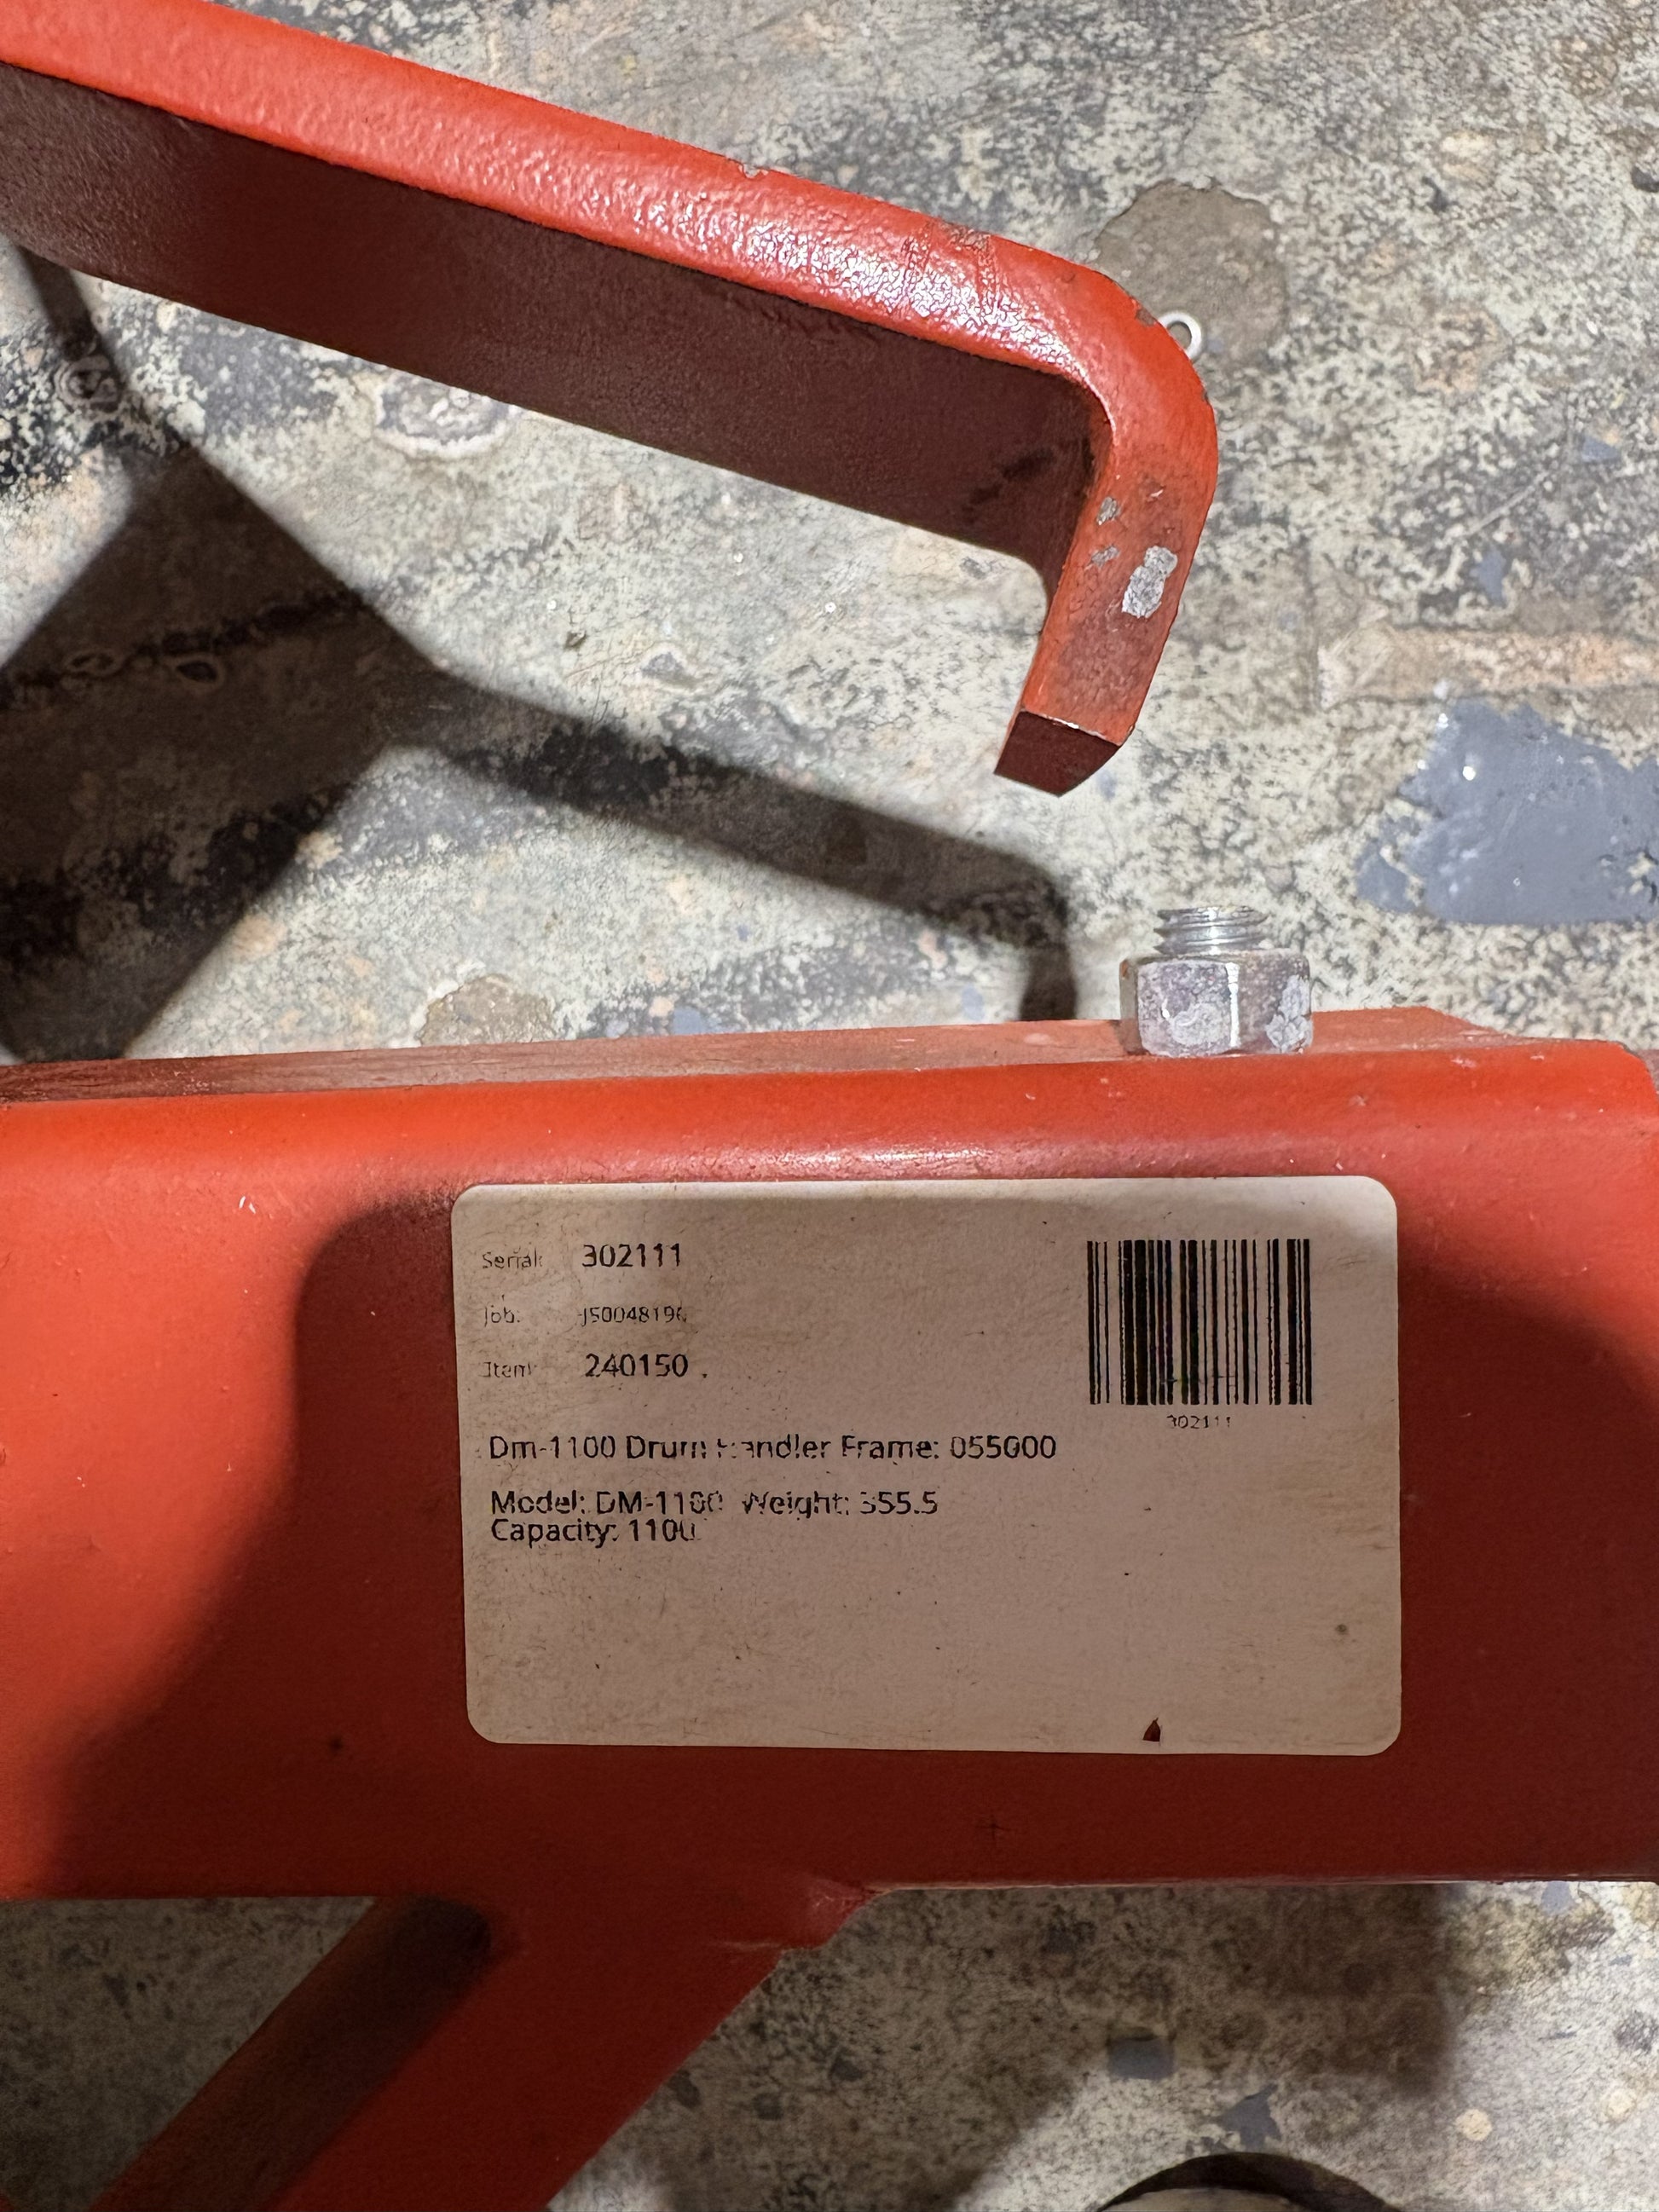 Serial: 302111
Job:
Item: 240150
302111
Dm-1100 Drum Handler Frame: 055000
Model: DM-1100 Weight: 355.5
Capacity: 1100